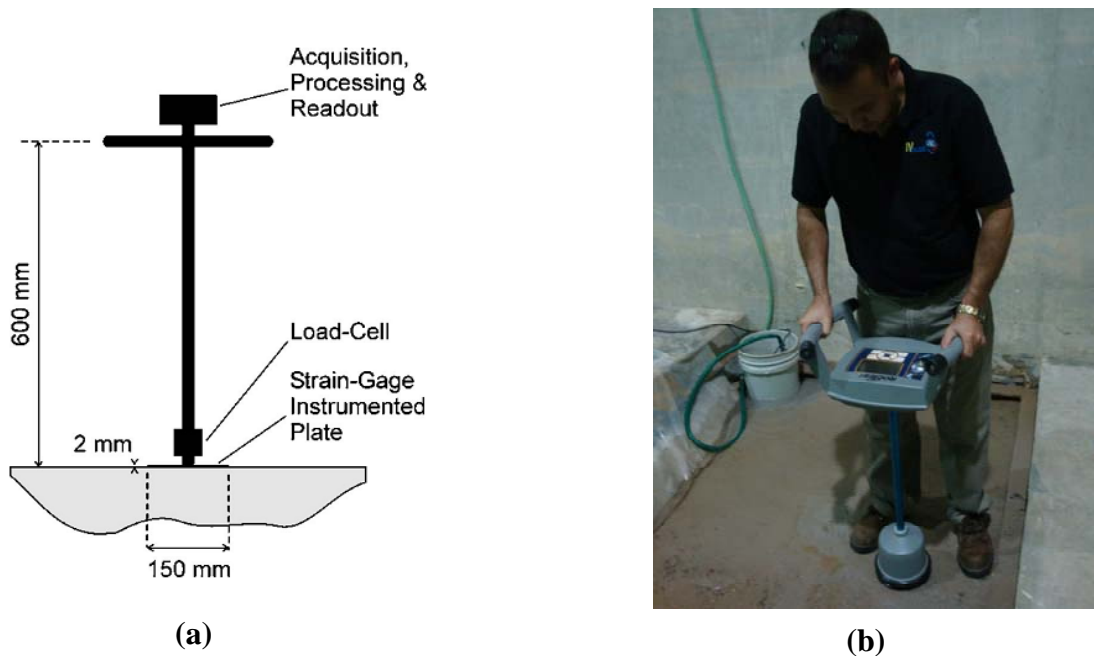 Acquisition,
Processing &
Readout
600 mm
Load-Cell
Strain-Gage
Instrumented
Plate
2 mm
150 mm
(a)
(b)